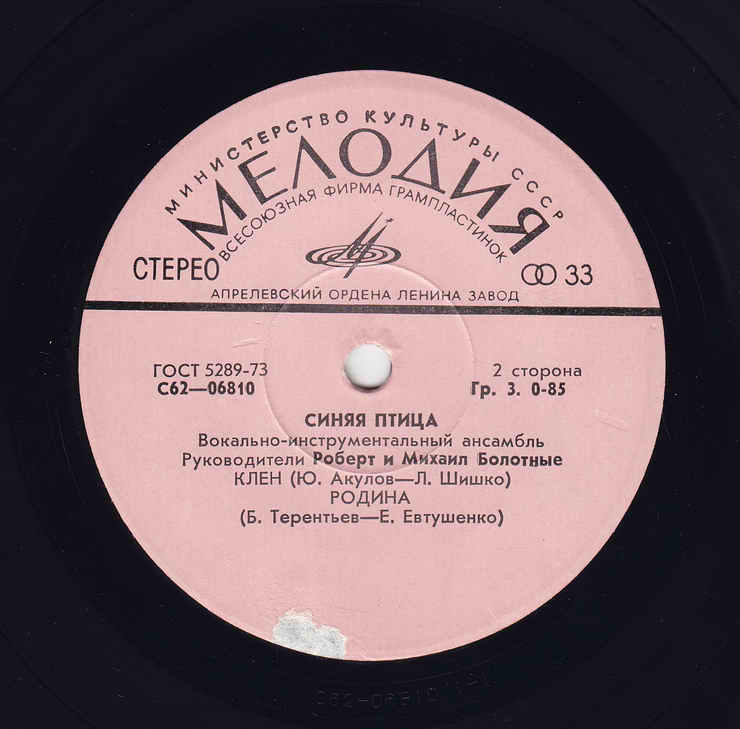 МИНИСТЕРСТВО КУЛЬТУРЫ СССР
МЕЛОДИЯ
ВСЕСОЮЗНАЯ ФИРМА ГРАМПЛАСТИНОК
СТЕРЕО
33
АПРЕЛЕВСКИЙ ОРДЕНА ЛЕНИНА ЗАВОД
ГОСТ 5289-73
2 сторона
С62—06810
Гр. 3. 0-85
СИНЯЯ ПТИЦА
Вокально-инструментальный ансамбль
Руководители Роберт и Михаил Болотные
КЛЕН (Ю. Акулов—Л. Шишко)
РОДИНА
(Б. Терентьев—Е. Евтушенко)